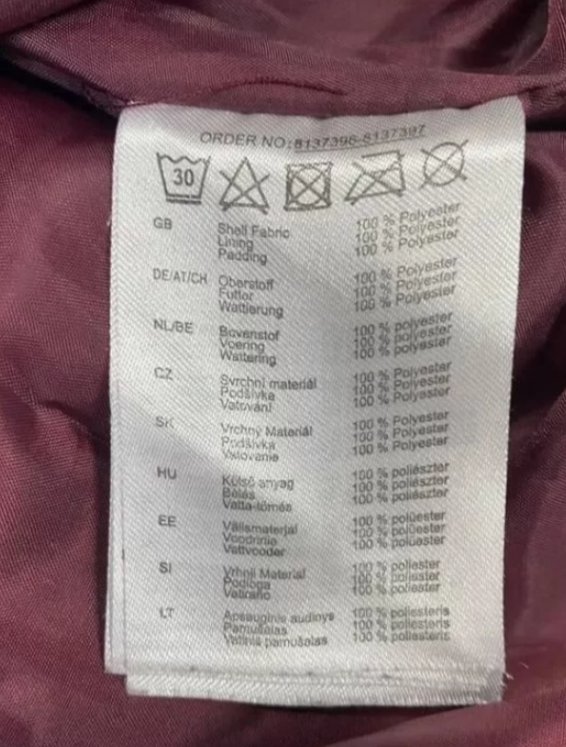 ORDER NO: 8137396-8137397
30
GB Shell Fabric 100 % Polyester
Lining 100 % Polyester
Padding 100 % Polyester
DE/AT/CH Oberstoff 100 % Polyester
Futter 100 % Polyester
Wattierung 100 % Polyester
NL/BE Bovenstof 100 % polyester
Voering 100 % polyester
Wattering 100 % polyester
CZ Svrchní materiál 100 % Polyester
Podšívka 100 % Polyester
Vatování 100 % Polyester
SK Vrchný Materiál 100 % Polyester
Podšívka 100 % Polyester
Vatovanie 100 % Polyester
HU Külső anyag 100 % poliészter
Bélés 100 % poliészter
Vatta-tömés 100 % poliészter
EE Välismaterjal 100 % polüester
Voodriie 100 % polüester
Vattvooder 100 % polüester
SI Vrhnji Material 100 % poliester
Podloga 100 % poliester
100 % poliester
LT Apsauginis audinys 100 % poliesteris
Pamušalas 100 % poliesteris
Vatinis pamušalas 100 % poliesteris